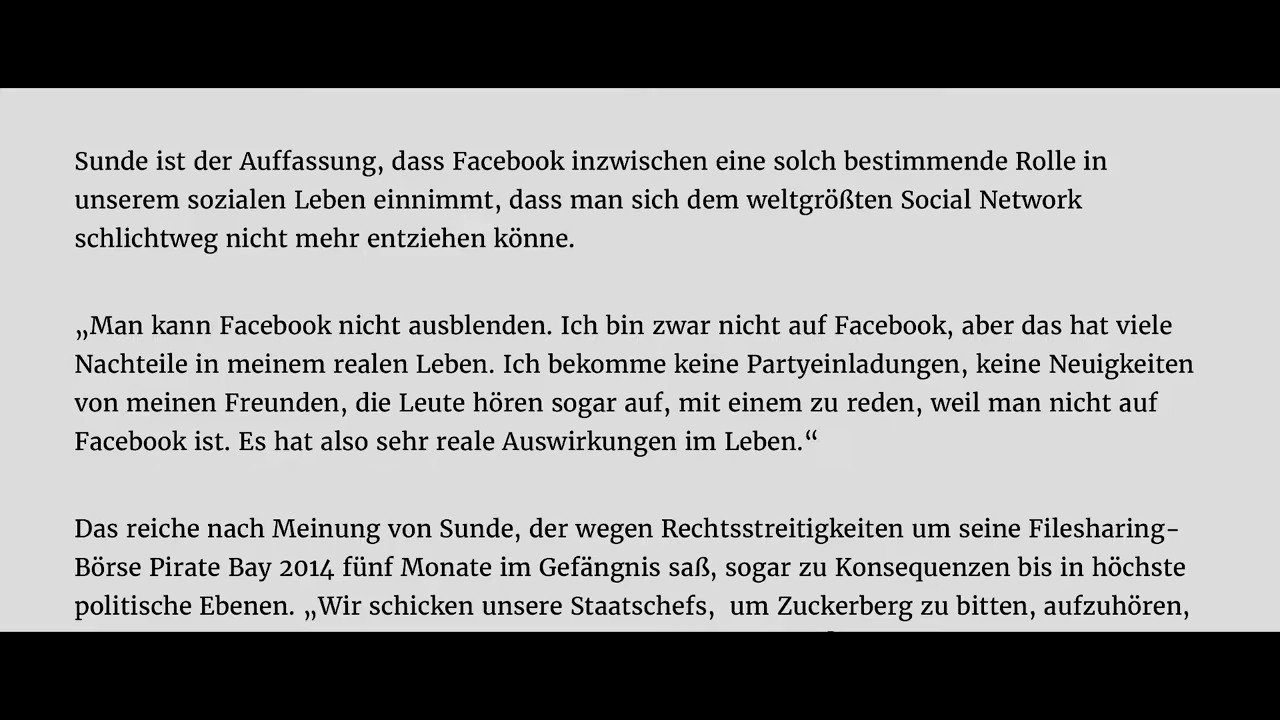 Sunde ist der Auffassung, dass Facebook inzwischen eine solch bestimmende Rolle in
unserem sozialen Leben einnimmt, dass man sich dem weltgrößten Social Network
schlichtweg nicht mehr entziehen könne.
„Man kann Facebook nicht ausblenden. Ich bin zwar nicht auf Facebook, aber das hat viele
Nachteile in meinem realen Leben. Ich bekomme keine Partyeinladungen, keine Neuigkeiten
von meinen Freunden, die Leute hören sogar auf, mit einem zu reden, weil man nicht auf
Facebook ist. Es hat also sehr reale Auswirkungen im Leben.“
Das reiche nach Meinung von Sunde, der wegen Rechtsstreitigkeiten um seine Filesharing-
Börse Pirate Bay 2014 fünf Monate im Gefängnis saß, sogar zu Konsequenzen bis in höchste
politische Ebenen. „Wir schicken unsere Staatschefs,  um Zuckerberg zu bitten, aufzuhören,